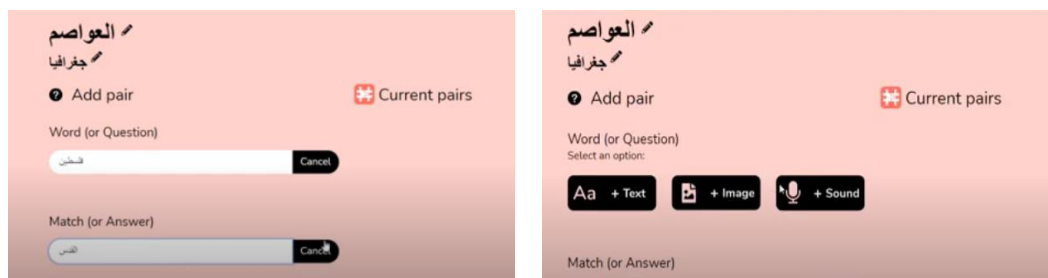 العواصم
جغرافيا
Add pair
Current pairs
Word (or Question)
فلسطين
Cancel
Match (or Answer)
القدس
Cancel
العواصم
جغرافيا
Add pair
Current pairs
Word (or Question)
Select an option:
Aa + Text
+ Image
+ Sound
Match (or Answer)